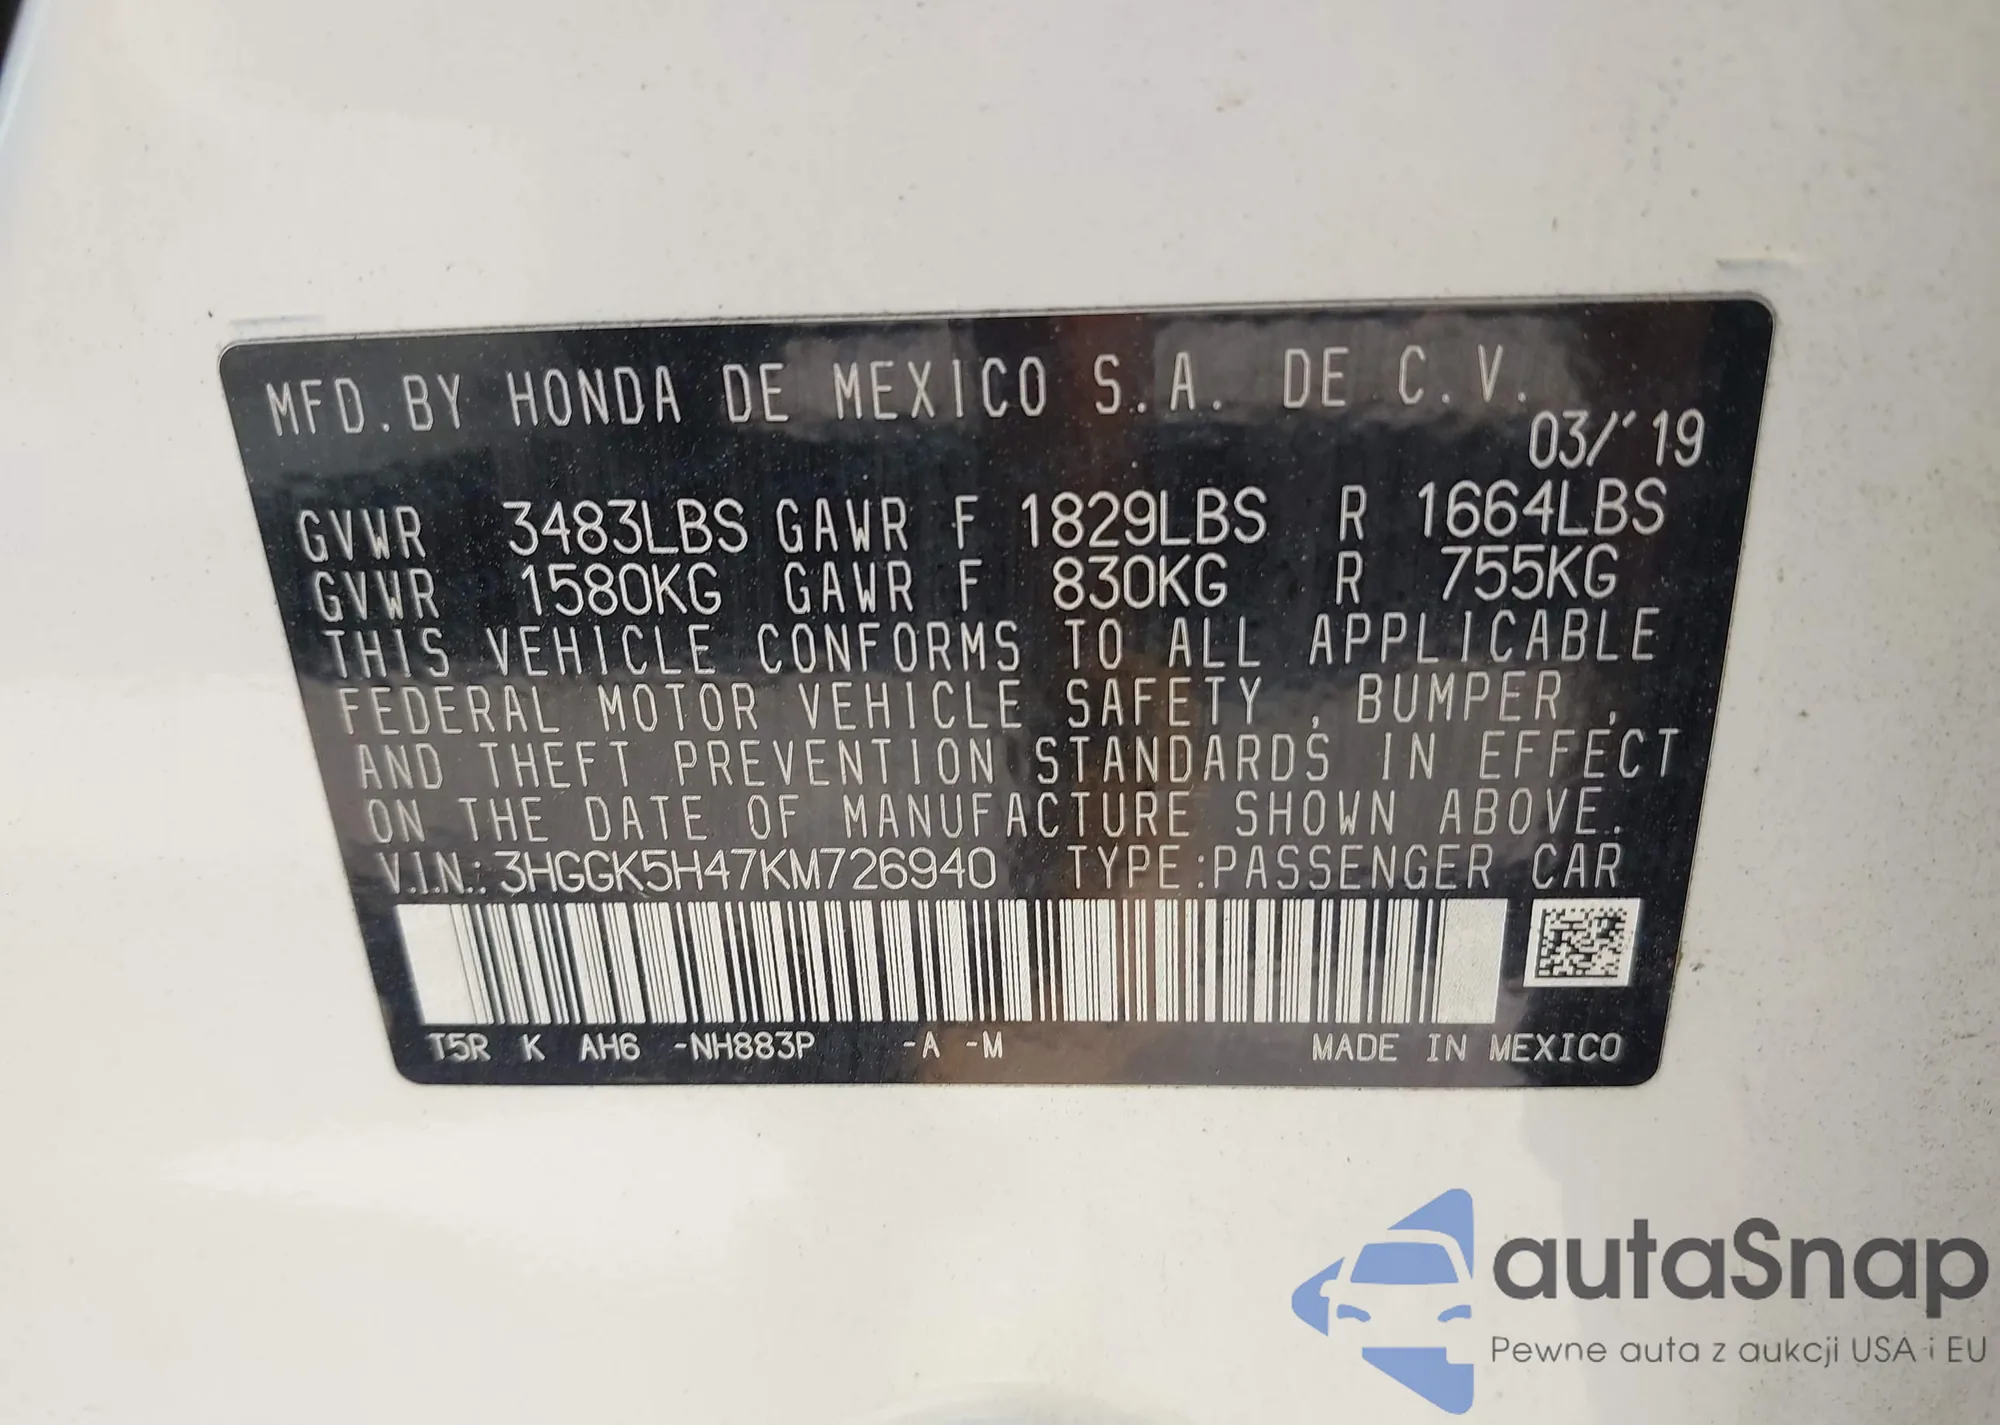 MFD. BY HONDA DE MEXICO S.A. DE C.V.
03/'19
GVWR 3483LBS GAWR F 1829LBS R 1664LBS
GVWR 1580KG GAWR F 830KG R 755KG
THIS VEHICLE CONFORMS TO ALL APPLICABLE
FEDERAL MOTOR VEHICLE SAFETY , BUMPER ,
AND THEFT PREVENTION STANDARDS IN EFFECT
ON THE DATE OF MANUFACTURE SHOWN ABOVE.
V.I.N.: 3HGGK5H47KM726940 TYPE:PASSENGER CAR
T5R K AH6 -NH883P -A -M MADE IN MEXICO
autaSnap
Pewne auta z aukcji USA i EU